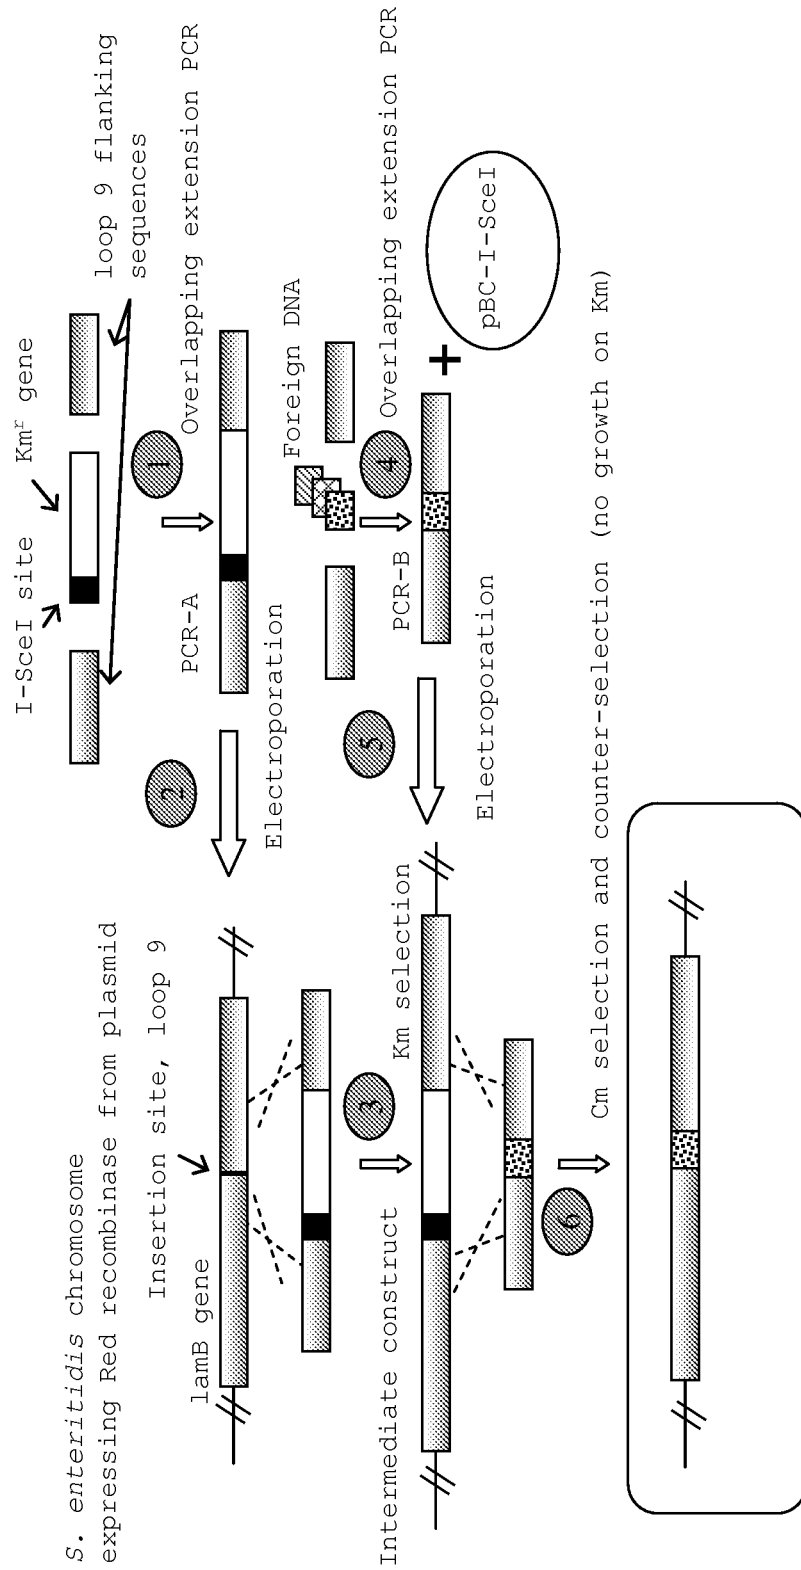 S. enteritidis chromosome
expressing Red recombinase from plasmid
Insertion site, loop 9
lamB gene
I-SceI site
Kmʳ gene
loop 9 flanking
sequences
1
Overlapping extension PCR
PCR-A
2
Electroporation
3
Km selection
Intermediate construct
Foreign DNA
4
Overlapping extension PCR
PCR-B
+
pBC-I-SceI
5
Electroporation
6
Cm selection and counter-selection (no growth on Km)